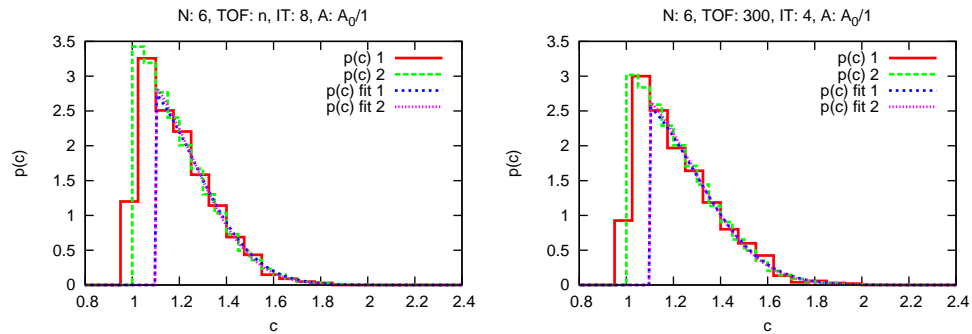 N: 6, TOF: n, IT: 8, A: A0/1
3.5
3
2.5
2
1.5
1
0.5
0
p(c)
0.8 1 1.2 1.4 1.6 1.8 2 2.2 2.4
c
p(c) 1
p(c) 2
p(c) fit 1
p(c) fit 2
N: 6, TOF: 300, IT: 4, A: A0/1
3.5
3
2.5
2
1.5
1
0.5
0
p(c)
0.8 1 1.2 1.4 1.6 1.8 2 2.2 2.4
c
p(c) 1
p(c) 2
p(c) fit 1
p(c) fit 2